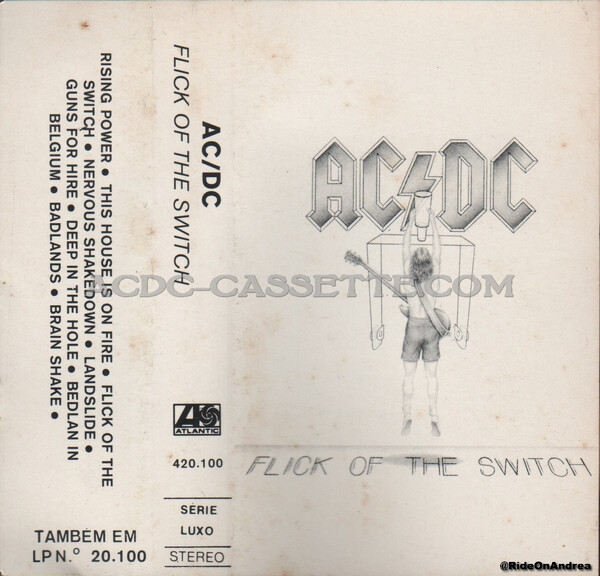 RISING POWER • THIS HOUSE IS ON FIRE • FLICK OF THE
SWITCH • NERVOUS SHAKEDOWN • LANDSLIDE •
GUNS FOR HIRE • DEEP IN THE HOLE • BEDLAN IN
BELGIUM • BADLANDS • BRAIN SHAKE •
TAMBÉM EM
LP N.º 20.100
AC/DC
FLICK OF THE SWITCH
ATLANTIC
420.100
SÉRIE
LUXO
STEREO
AC DC
FLICK OF THE SWITCH
ACDC-CASSETTE.COM
@RideOnAndrea